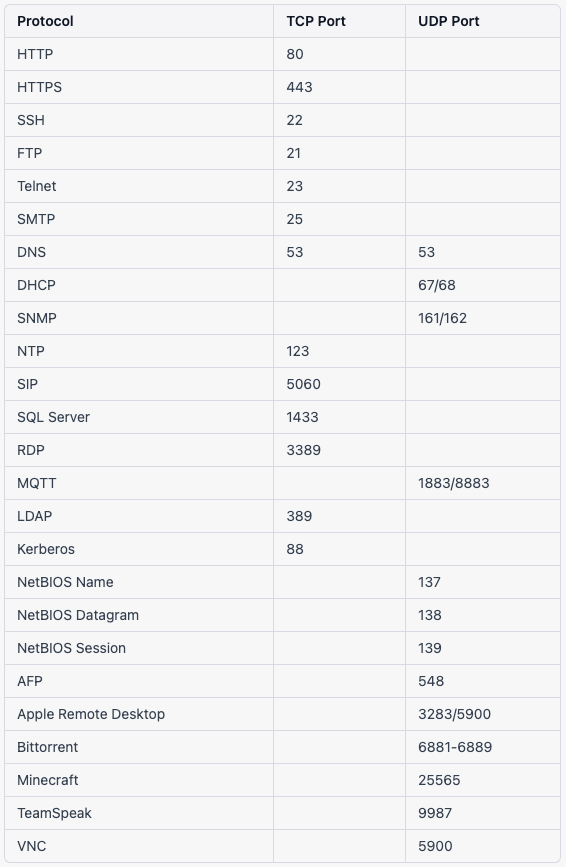 Protocol TCP Port UDP Port
HTTP 80
HTTPS 443
SSH 22
FTP 21
Telnet 23
SMTP 25
DNS 53 53
DHCP 67/68
SNMP 161/162
NTP 123
SIP 5060
SQL Server 1433
RDP 3389
MQTT 1883/8883
LDAP 389
Kerberos 88
NetBIOS Name 137
NetBIOS Datagram 138
NetBIOS Session 139
AFP 548
Apple Remote Desktop 3283/5900
Bittorrent 6881-6889
Minecraft 25565
TeamSpeak 9987
VNC 5900